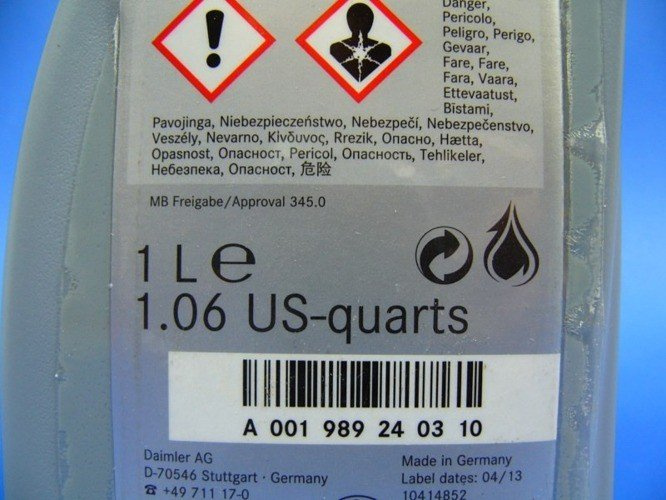 Danger,
Pericolo,
Peligro, Perigo,
Gevaar,
Fare, Fare,
Fara, Vaara,
Ettevaatust,
Bistami,
Pavojinga, Niebezpieczeństwo, Nebezpečí, Nebezpečenstvo,
Veszély, Nevarno, Κίνδυνος, Rrezik, Опасно, Hætta,
Opasnost, Опасност, Pericol, Опасность, Tehlikeler,
Небезпека, Опасност, 危险
MB Freigabe/Approval 345.0
1 L e
1.06 US-quarts
A 001 989 24 03 10
Daimler AG
D-70546 Stuttgart · Germany
☎ +49 711 17-0
Made in Germany
Label dates: 04/13
10414852